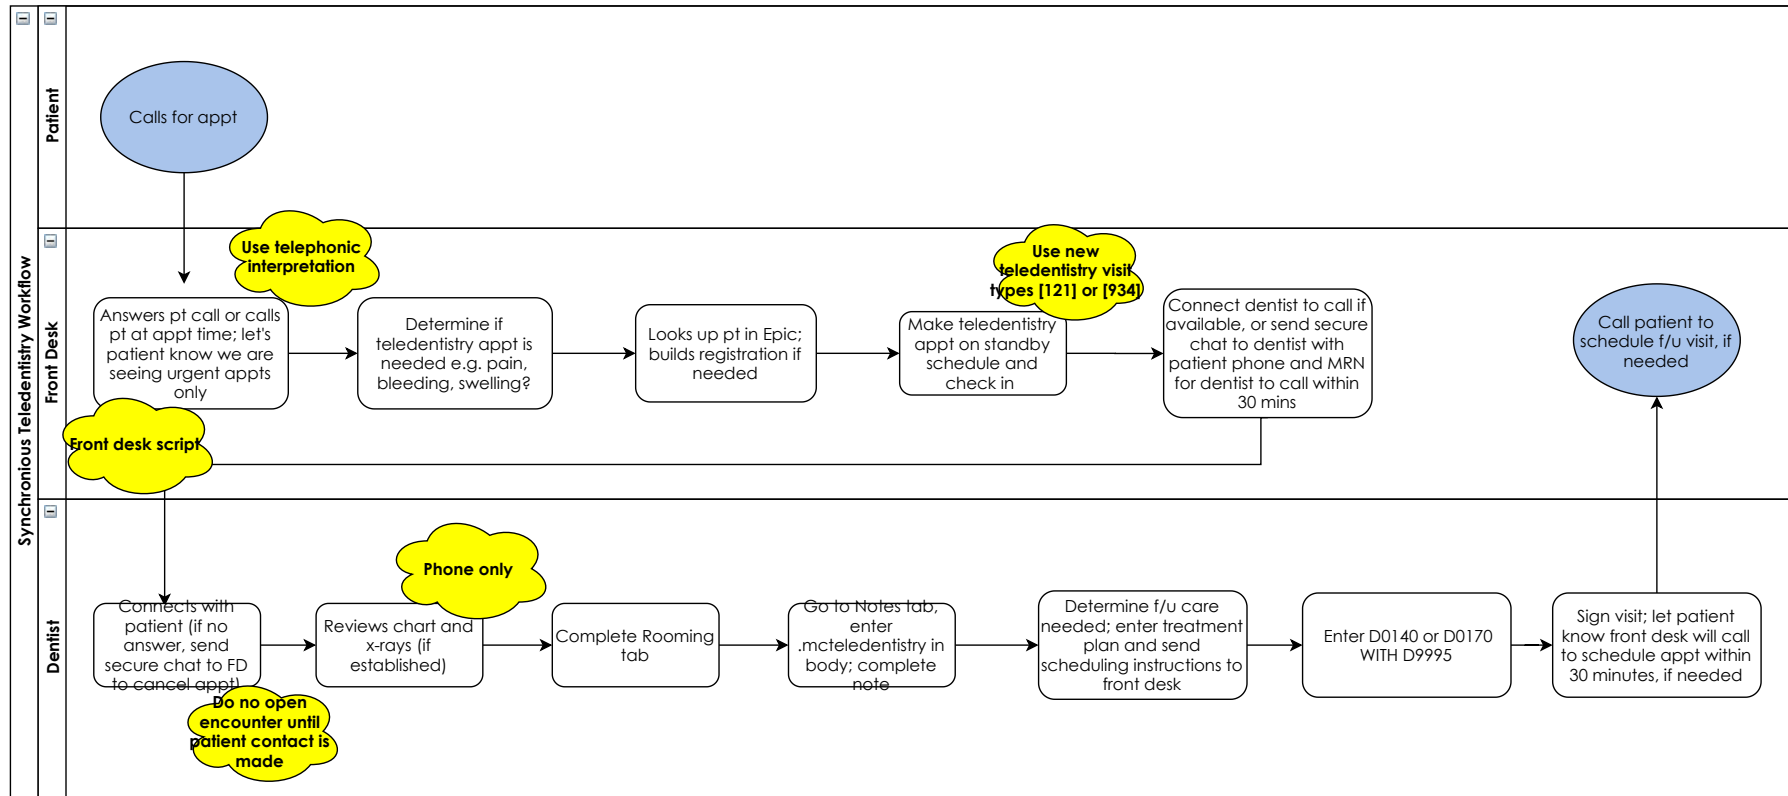 Synchronious Teledentistry Workflow
Patient
Calls for appt
Front Desk
Use telephonic
interpretation
Answers pt call or calls
pt at appt time; let's
patient know we are
seeing urgent appts
only
Front desk script
Determine if
teledentistry appt is
needed e.g. pain,
bleeding, swelling?
Looks up pt in Epic;
builds registration if
needed
Use new
teledentistry visit
types [121] or [934]
Make teledentistry
appt on standby
schedule and
check in
Connect dentist to call if
available, or send secure
chat to dentist with
patient phone and MRN
for dentist to call within
30 mins
Call patient to
schedule f/u visit, if
needed
Dentist
Connects with
patient (if no
answer, send
secure chat to FD
to cancel appt)
Do no open
encounter until
patient contact is
made
Reviews chart and
x-rays (if
established)
Phone only
Complete Rooming
tab
Go to Notes tab,
enter
.mcteledentistry in
body; complete
note
Determine f/u care
needed; enter treatment
plan and send
scheduling instructions to
front desk
Enter D0140 or D0170
WITH D9995
Sign visit; let patient
know front desk will call
to schedule appt within
30 minutes, if needed